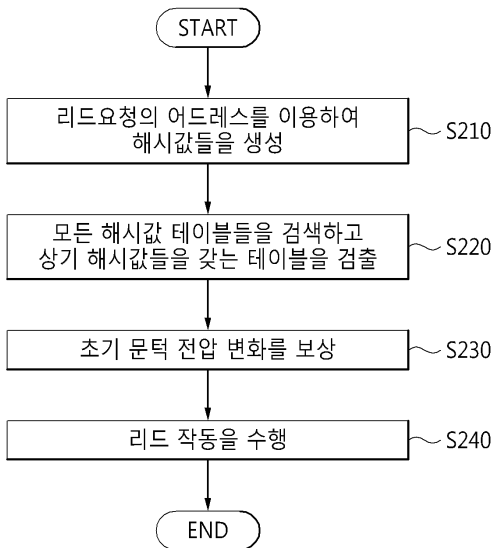 START
리드요청의 어드레스를 이용하여
해시값들을 생성
S210
모든 해시값 테이블들을 검색하고
상기 해시값들을 갖는 테이블을 검출
S220
초기 문턱 전압 변화를 보상
S230
리드 작동을 수행
S240
END